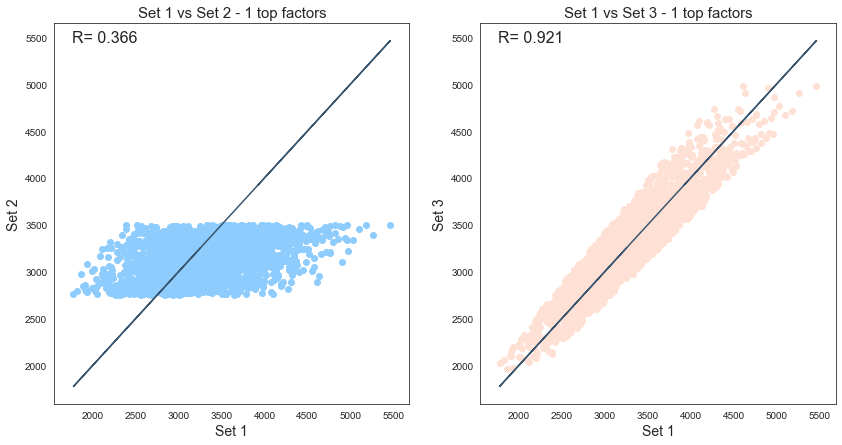 Set 1 vs Set 2 - 1 top factors
R= 0.366
5500
5000
4500
4000
3500
3000
2500
2000
Set 2
2000 2500 3000 3500 4000 4500 5000 5500
Set 1
Set 1 vs Set 3 - 1 top factors
R= 0.921
5500
5000
4500
4000
3500
3000
2500
2000
Set 3
2000 2500 3000 3500 4000 4500 5000 5500
Set 1